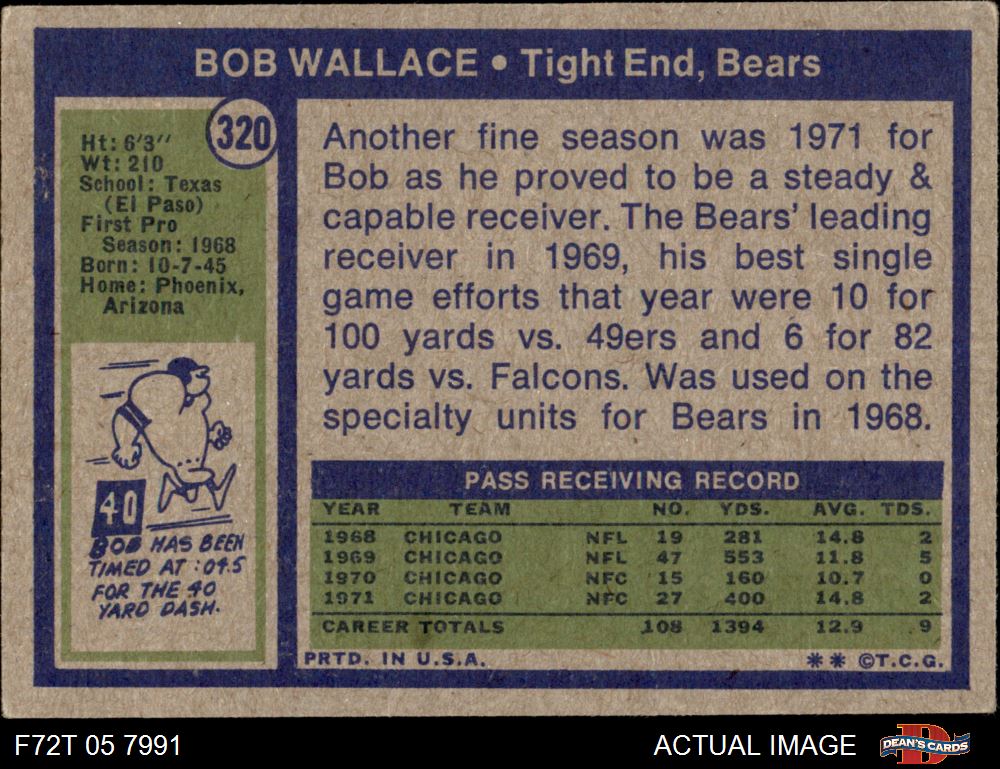 BOB WALLACE • Tight End, Bears
320
Ht: 6'3''
Wt: 210
School: Texas
(El Paso)
First Pro
Season: 1968
Born: 10-7-45
Home: Phoenix,
Arizona
40
BOB HAS BEEN
TIMED AT :04.5
FOR THE 40
YARD DASH.
Another fine season was 1971 for
Bob as he proved to be a steady &
capable receiver. The Bears' leading
receiver in 1969, his best single
game efforts that year were 10 for
100 yards vs. 49ers and 6 for 82
yards vs. Falcons. Was used on the
specialty units for Bears in 1968.
PASS RECEIVING RECORD
YEAR TEAM NO. YDS. AVG. TDS.
1968 CHICAGO NFL 19 281 14.8 2
1969 CHICAGO NFL 47 553 11.8 5
1970 CHICAGO NFC 15 160 10.7 0
1971 CHICAGO NFC 27 400 14.8 2
CAREER TOTALS 108 1394 12.9 9
PRTD. IN U.S.A. ** ©T.C.G.
F72T 05 7991 ACTUAL IMAGE DEAN'S CARDS